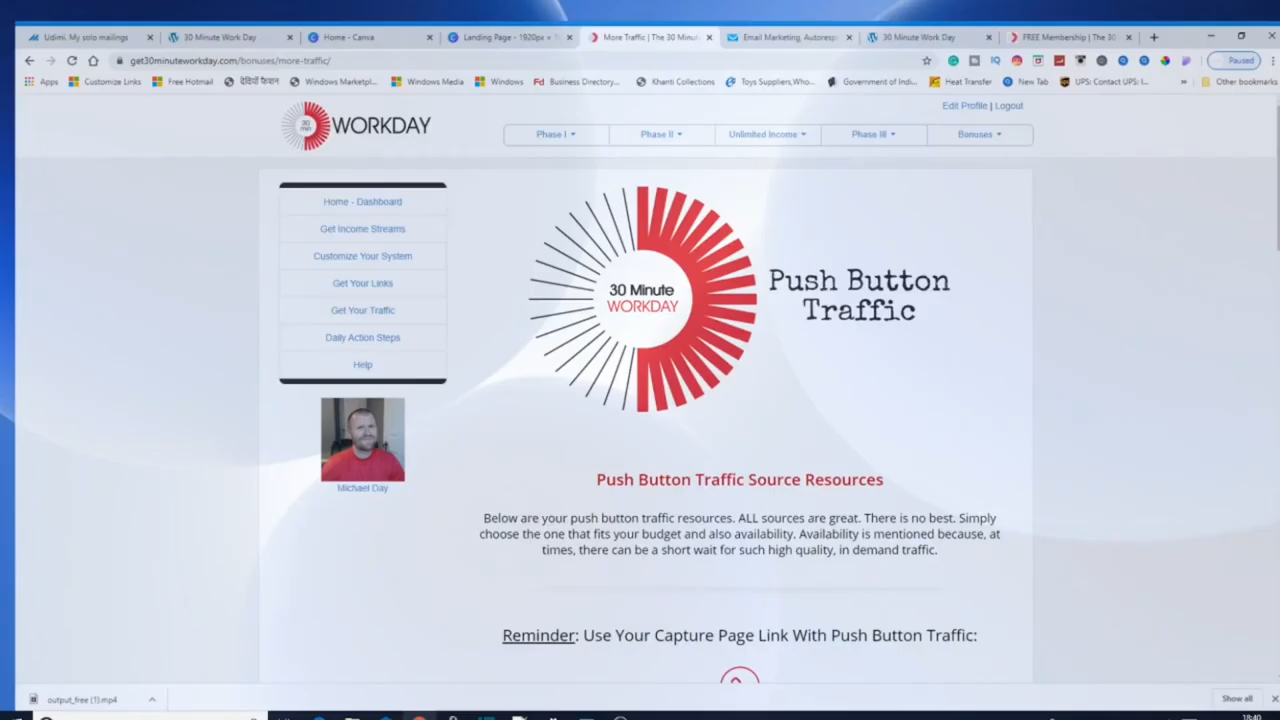 Udimi. My solo mailings
30 Minute Work Day
Home - Canva
Landing Page - 1920px ×
More Traffic | The 30 Minut
Email Marketing, Autoresp
30 Minute Work Day
FREE Membership | The 30
get30minuteworkday.com/bonuses/more-traffic/
Paused
Apps
Customize Links
Free Hotmail
Windows Marketpl...
Windows Media
Windows
Fd Business Directory...
Khanti Collections
Toys Suppliers,Who...
Government of Indi...
Heat Transfer
New Tab
UPS: Contact UPS: I...
»
Other bookmarks
Edit Profile | Logout
30 min WORKDAY
Phase I
Phase II
Unlimited Income
Phase III
Bonuses
Home - Dashboard
Get Income Streams
Customize Your System
Get Your Links
Get Your Traffic
Daily Action Steps
Help
Michael Day
30 Minute
WORKDAY
Push Button
Traffic
Push Button Traffic Source Resources
Below are your push button traffic resources. ALL sources are great. There is no best. Simply
choose the one that fits your budget and also availability. Availability is mentioned because, at
times, there can be a short wait for such high quality, in demand traffic.
Reminder: Use Your Capture Page Link With Push Button Traffic:
output_free (1).mp4
Show all
18:40